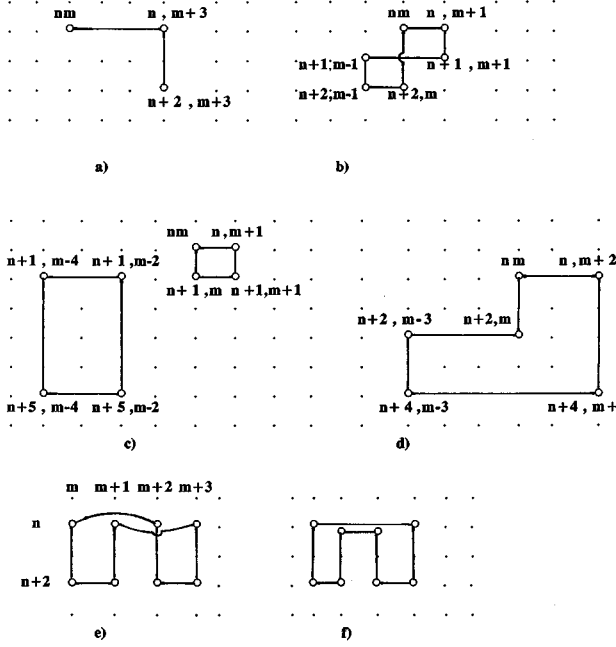 nm n , m+3
n+2 , m+3
a)
nm n , m+1
n+1,m-1 n+1 , m+1
n+2,m-1 n+2,m
b)
nm n,m+1
n+1 , m-4 n+1,m-2
n+1,m n+1,m+1
n+5 , m-4 n+5,m-2
c)
nm n,m+2
n+2 , m-3 n+2,m
n+4,m-3 n+4, m+
d)
m m+1 m+2 m+3
n
n+2
e)
f)